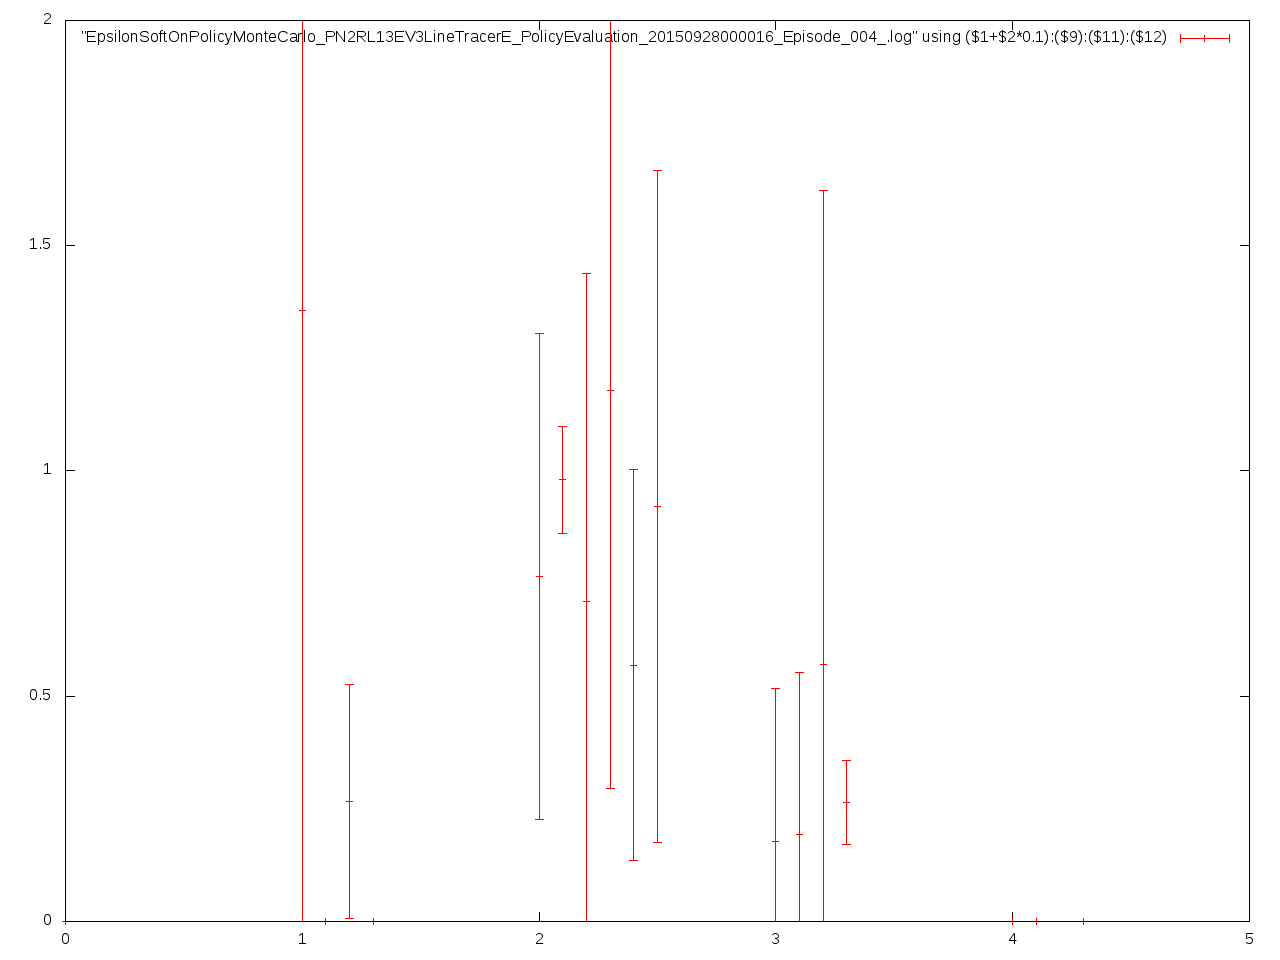 2
"EpsilonSoftOnPolicyMonteCarlo_PN2RL13EV3LineTracerE_PolicyEvaluation_20150928000016_Episode_004_.log" using ($1+$2*0.1):($9):($11):($12)
1.5
1
0.5
0
0 1 2 3 4 5